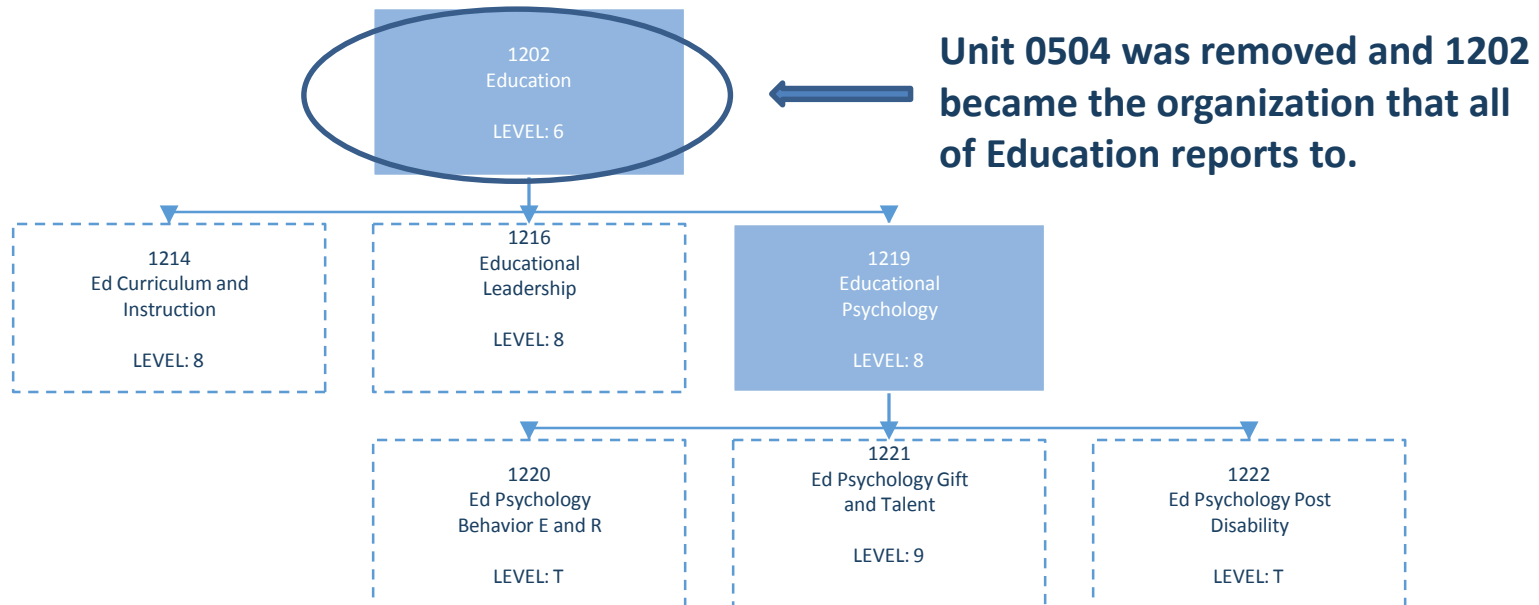 1202
Education
LEVEL: 6
Unit 0504 was removed and 1202
became the organization that all
of Education reports to.
1214
Ed Curriculum and
Instruction
LEVEL: 8
1216
Educational
Leadership
LEVEL: 8
1219
Educational
Psychology
LEVEL: 8
1220
Ed Psychology
Behavior E and R
LEVEL: T
1221
Ed Psychology Gift
and Talent
LEVEL: 9
1222
Ed Psychology Post
Disability
LEVEL: T